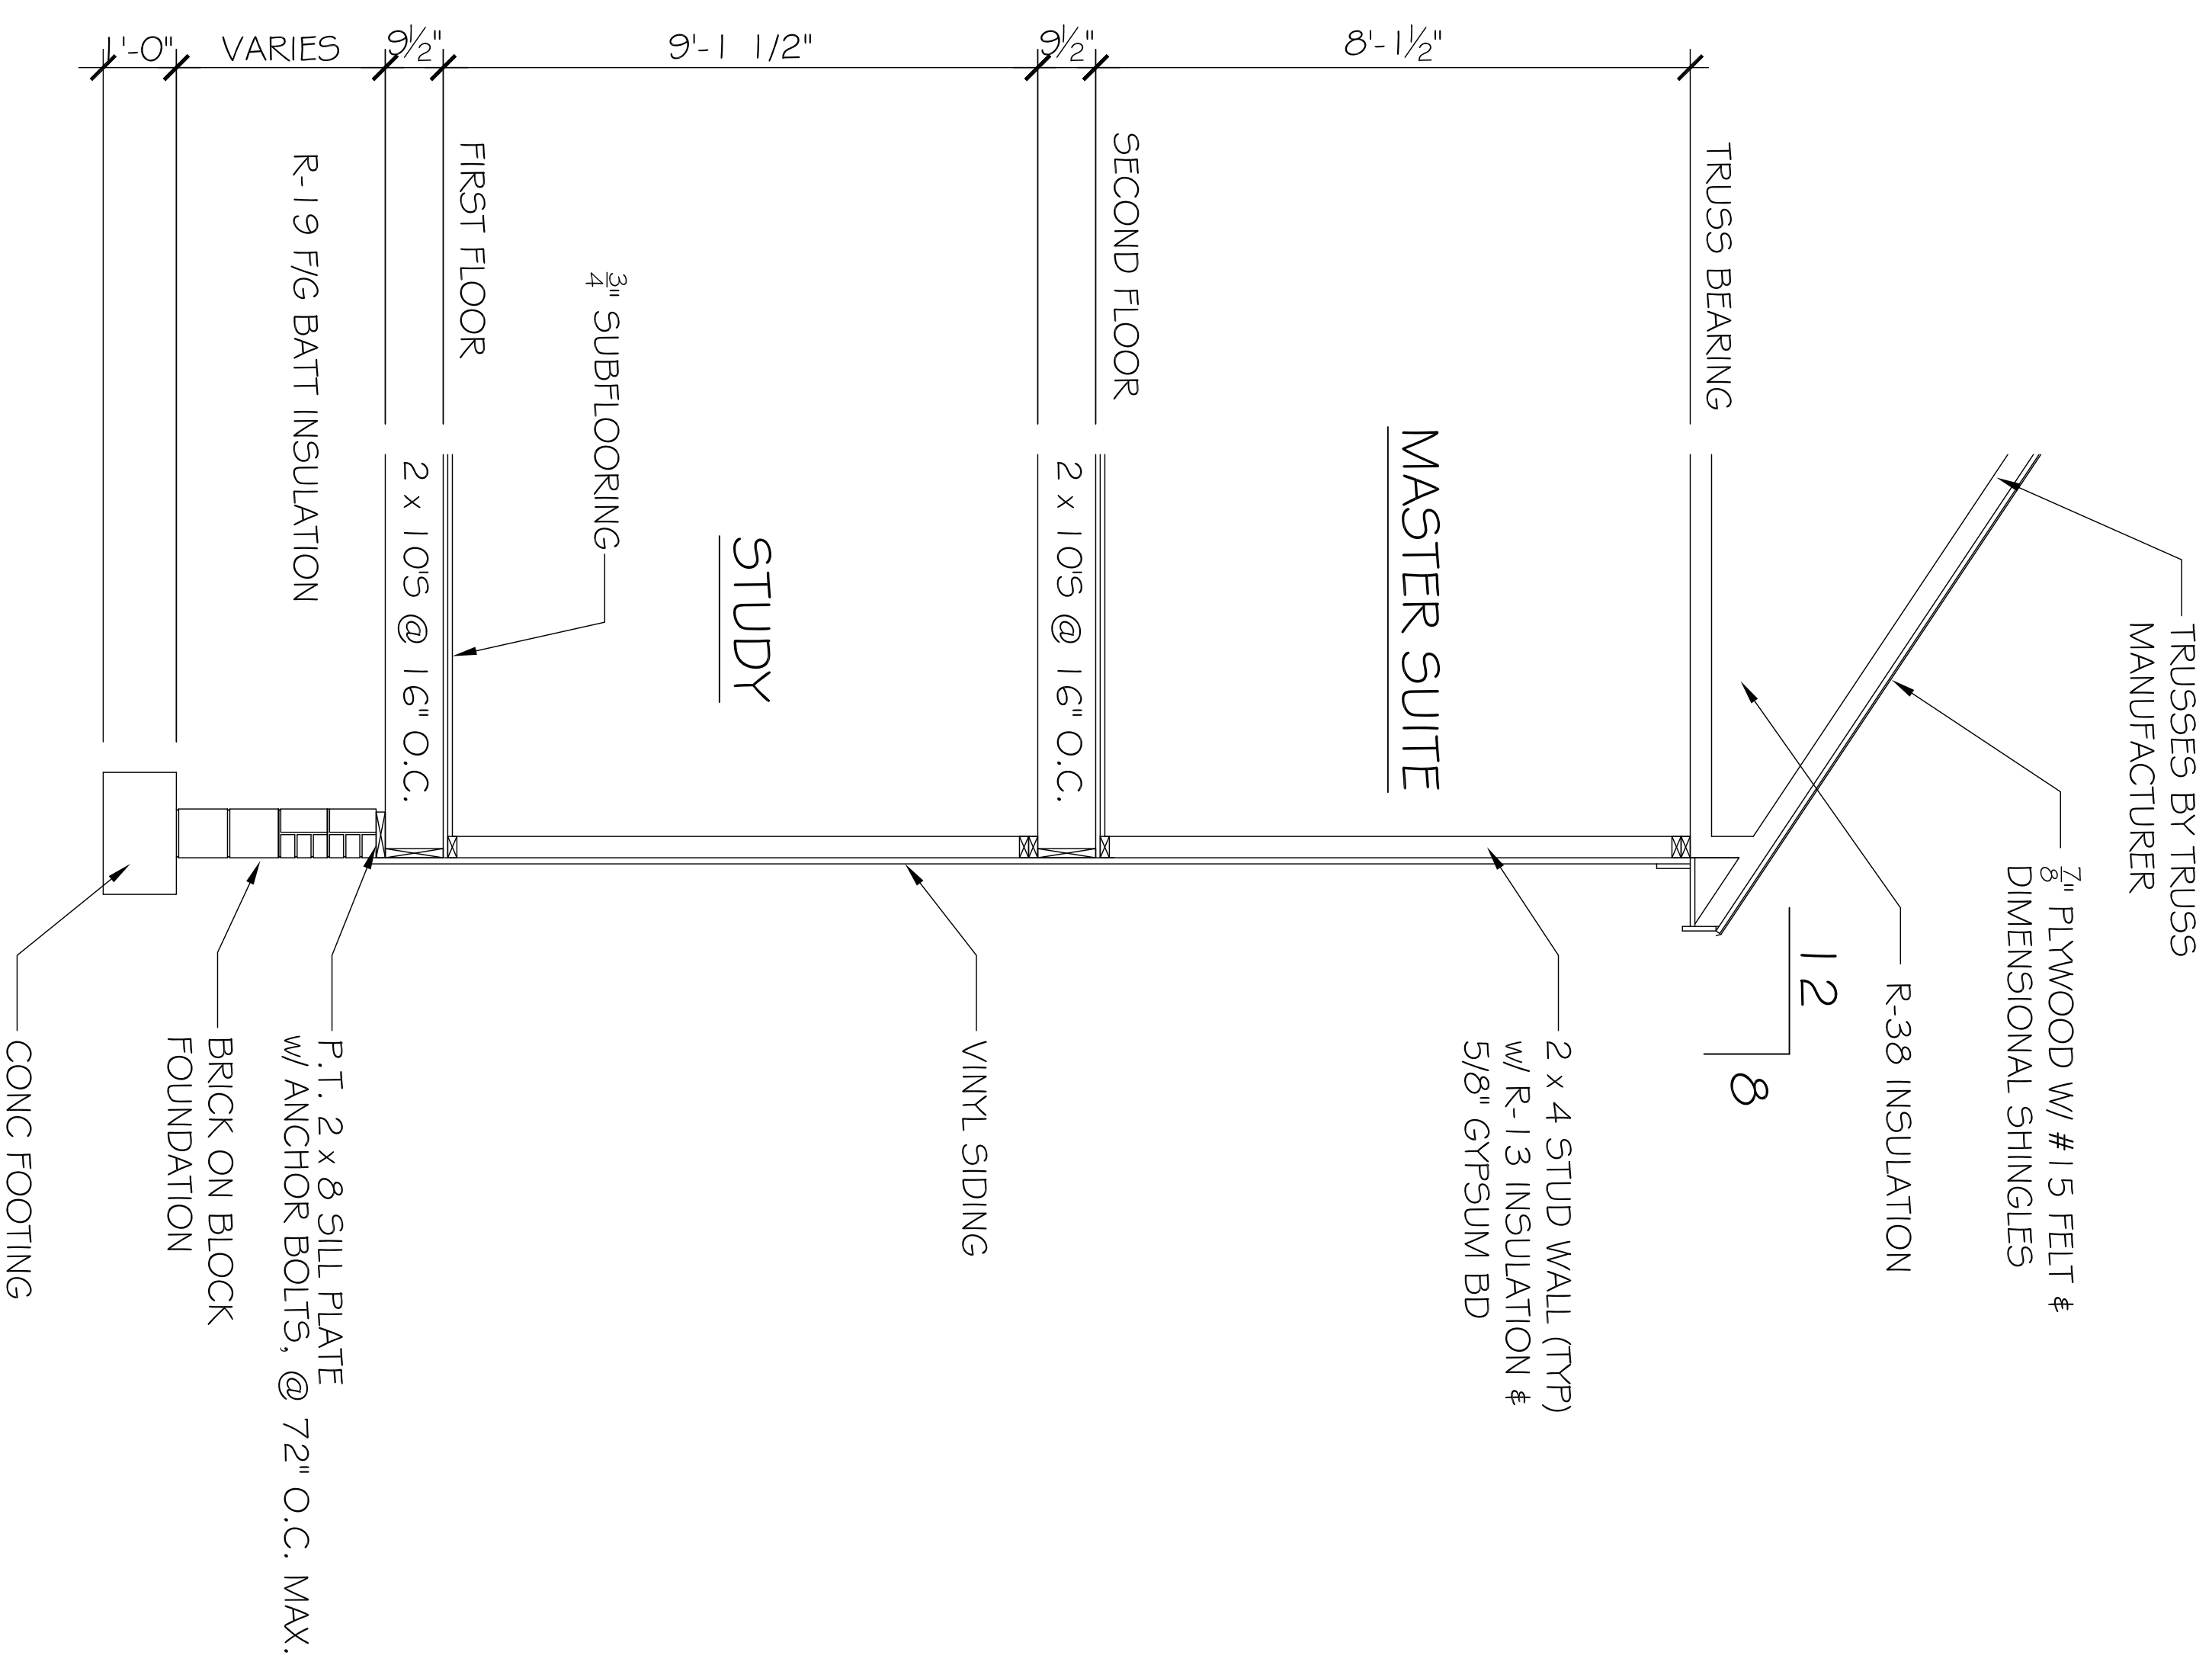 TRUSSES BY TRUSS
MANUFACTURER
7/8" PLYWOOD W/ #15 FELT &
DIMENSIONAL SHINGLES
R-38 INSULATION
12
8
TRUSS BEARING
8'-1½"
MASTER SUITE
2 x 4 STUD WALL (TYP)
w/ R-13 INSULATION &
5/8" GYPSUM BD
SECOND FLOOR
9½"
2 x 10'S @ 16" O.C.
VINYL SIDING
9'-1 1/2"
STUDY
¾" SUBFLOORING
FIRST FLOOR
9½"
2 x 10'S @ 16" O.C.
P.T. 2 x 8 SILL PLATE
w/ ANCHOR BOLTS, @ 72" O.C. MAX.
R-19 F/G BATT INSULATION
VARIES
BRICK ON BLOCK
FOUNDATION
1'-0"
CONC FOOTING